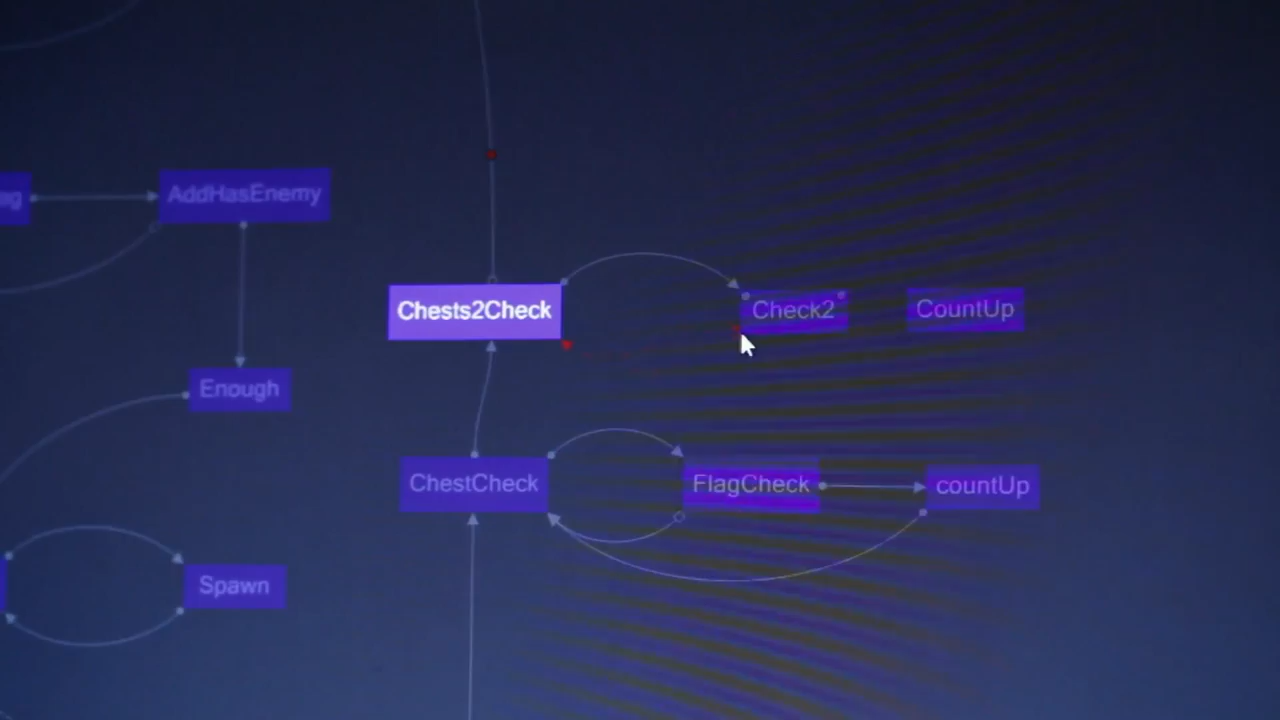 AddHasEnemy
Chests2Check
Check2
CountUp
Enough
ChestCheck
FlagCheck
countUp
Spawn